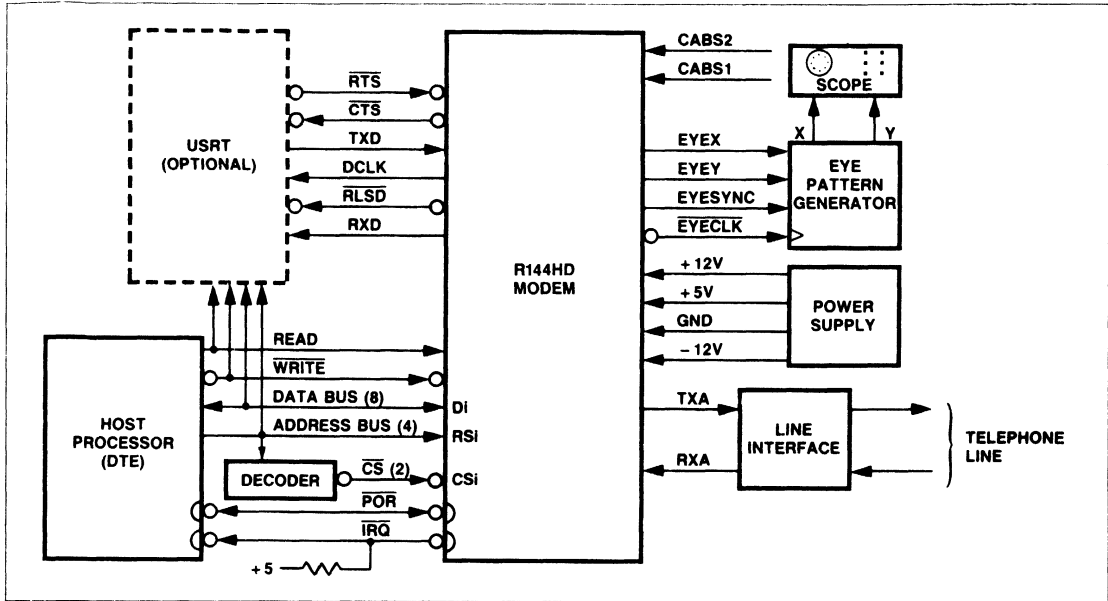 CABS2
CABS1
SCOPE
X
Y
USRT
(OPTIONAL)
RTS
CTS
TXD
DCLK
RLSD
RXD
R144HD
MODEM
EYEX
EYEY
EYESYNC
EYECLK
EYE
PATTERN
GENERATOR
+ 12V
+ 5V
GND
- 12V
POWER
SUPPLY
HOST
PROCESSOR
(DTE)
READ
WRITE
DATA BUS (8)
Di
ADDRESS BUS (4)
RSi
DECODER
CS (2)
CSi
POR
IRQ
+ 5
TXA
RXA
LINE
INTERFACE
TELEPHONE
LINE